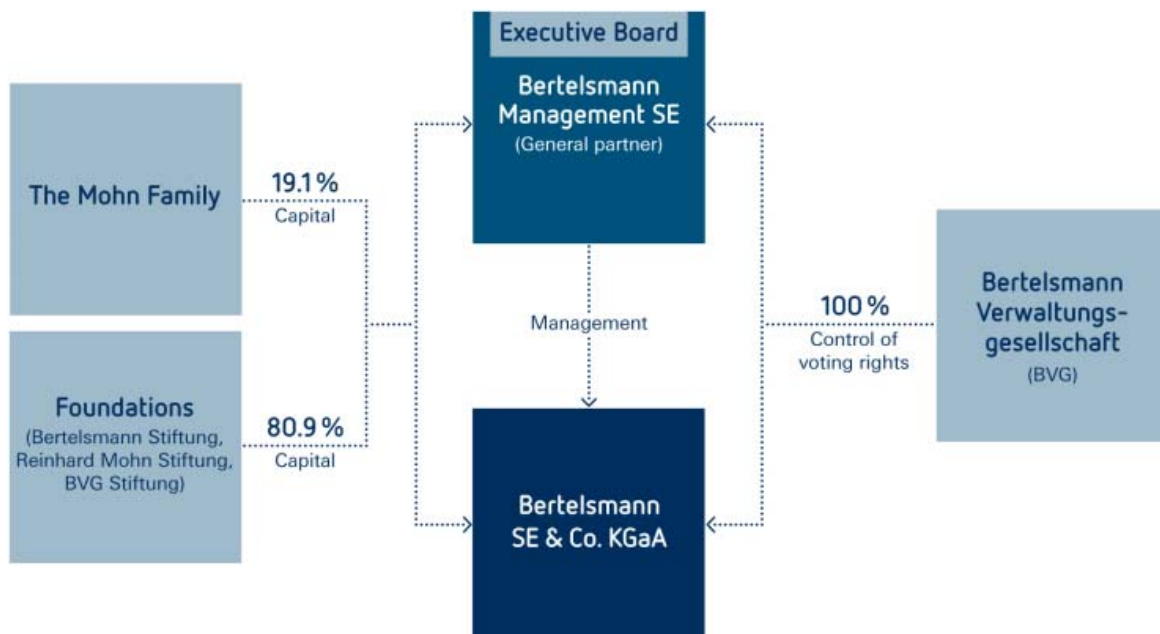 Executive Board
Bertelsmann
Management SE
(General partner)
The Mohn Family
19.1 %
Capital
Management
100 %
Control of
voting rights
Bertelsmann
Verwaltungs-
gesellschaft
(BVG)
Foundations
(Bertelsmann Stiftung,
Reinhard Mohn Stiftung,
BVG Stiftung)
80.9 %
Capital
Bertelsmann
SE & Co. KGaA